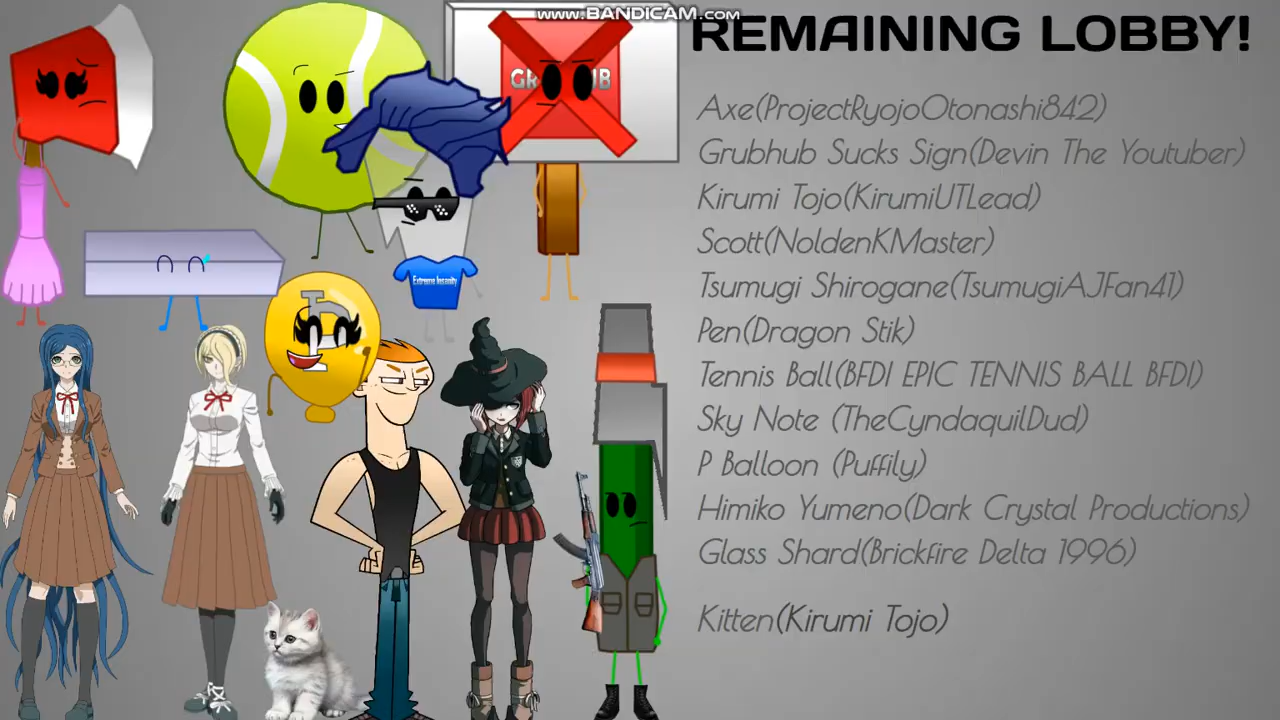 www.BANDICAM.com
REMAINING LOBBY!
Axe(ProjectRyojoOtonashi842)
Grubhub Sucks Sign(Devin The Youtuber)
Kirumi Tojo(KirumiUTLead)
Scott(NoldenKMaster)
Tsumugi Shirogane(TsumugiAJFan41)
Pen(Dragon Stik)
Tennis Ball(BFDI EPIC TENNIS BALL BFDI)
Sky Note (TheCyndaquilDud)
P Balloon (Puffily)
Himiko Yumeno(Dark Crystal Productions)
Glass Shard(Brickfire Delta 1996)
Kitten(Kirumi Tojo)
Extreme Insanity